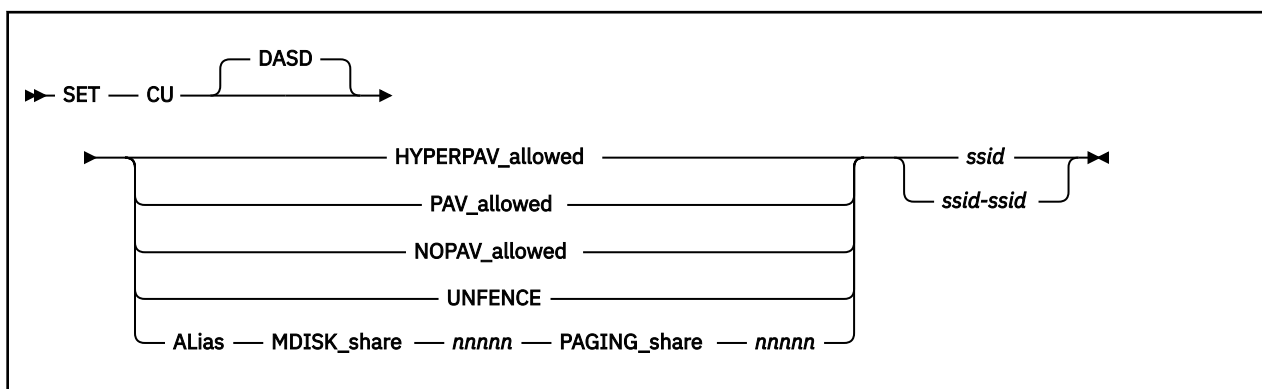 DASD
SET CU
HYPERPAV_allowed ssid
PAV_allowed ssid-ssid
NOPAV_allowed
UNFENCE
ALias MDISK_share nnnnn PAGING_share nnnnn